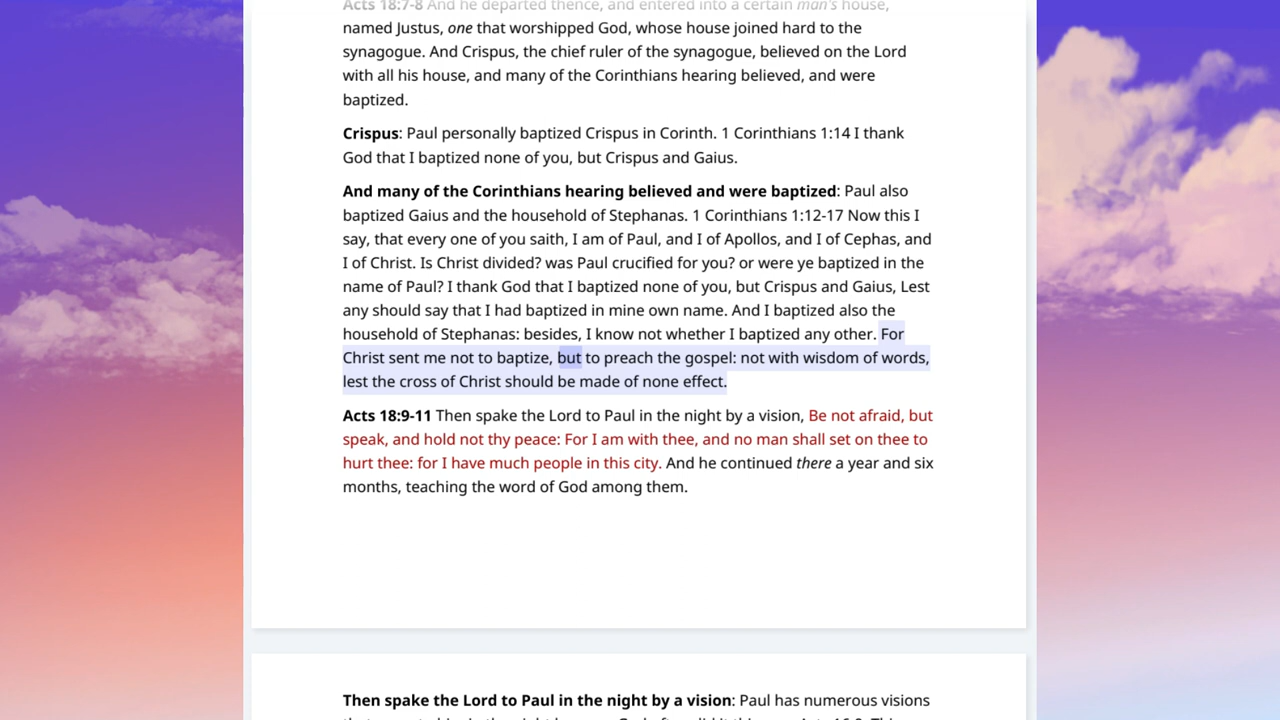 Acts 18:7-8 And he departed thence, and entered into a certain man's house,
named Justus, one that worshipped God, whose house joined hard to the
synagogue. And Crispus, the chief ruler of the synagogue, believed on the Lord
with all his house, and many of the Corinthians hearing believed, and were
baptized.
Crispus: Paul personally baptized Crispus in Corinth. 1 Corinthians 1:14 I thank
God that I baptized none of you, but Crispus and Gaius.
And many of the Corinthians hearing believed and were baptized: Paul also
baptized Gaius and the household of Stephanas. 1 Corinthians 1:12-17 Now this I
say, that every one of you saith, I am of Paul, and I of Apollos, and I of Cephas, and
I of Christ. Is Christ divided? was Paul crucified for you? or were ye baptized in the
name of Paul? I thank God that I baptized none of you, but Crispus and Gaius, Lest
any should say that I had baptized in mine own name. And I baptized also the
household of Stephanas: besides, I know not whether I baptized any other. For
Christ sent me not to baptize, but to preach the gospel: not with wisdom of words,
lest the cross of Christ should be made of none effect.
Acts 18:9-11 Then spake the Lord to Paul in the night by a vision, Be not afraid, but
speak, and hold not thy peace: For I am with thee, and no man shall set on thee to
hurt thee: for I have much people in this city. And he continued there a year and six
months, teaching the word of God among them.
Then spake the Lord to Paul in the night by a vision: Paul has numerous visions